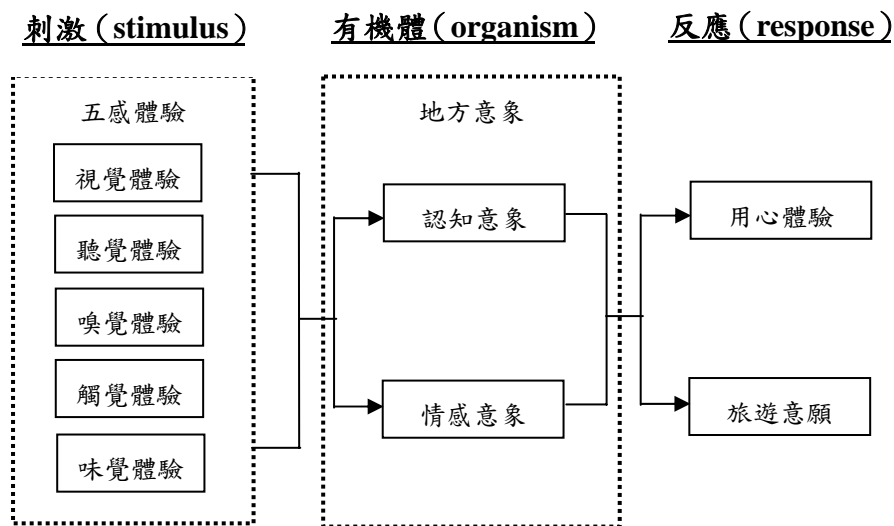 刺激（stimulus） 有機體（organism） 反應（response）
五感體驗
視覺體驗
聽覺體驗
嗅覺體驗
觸覺體驗
味覺體驗
地方意象
認知意象
情感意象
用心體驗
旅遊意願